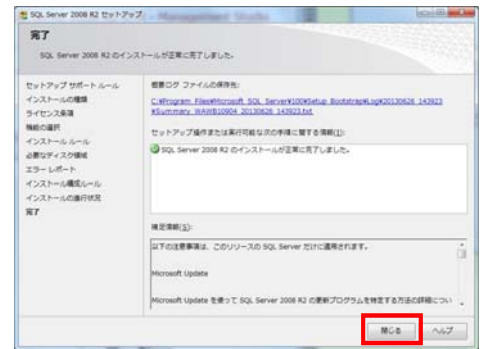 SQL Server 2008 R2 セットアップ
完了
SQL Server 2008 R2 のインストールが正常に完了しました。
セットアップ サポート ルール
インストールの種類
ライセンス条項
機能の選択
インストール ルール
必要なディスク領域
エラー レポート
インストール構成ルール
インストールの進行状況
完了
概要ログ ファイルの保存先:
C:¥Program Files¥Microsoft SQL Server¥100¥Setup Bootstrap¥Log¥20130626_143923
¥Summary_WAWB10904_20130626_143923.txt
セットアップ操作または実行可能な次の手順に関する情報(I):
SQL Server 2008 R2 のインストールが正常に完了しました。
補足情報(S):
以下の注意事項は、このリリースの SQL Server だけに適用されます。
Microsoft Update
Microsoft Update を使って SQL Server 2008 R2 の更新プログラムを特定する方法の詳細につい
閉じる
ヘルプ